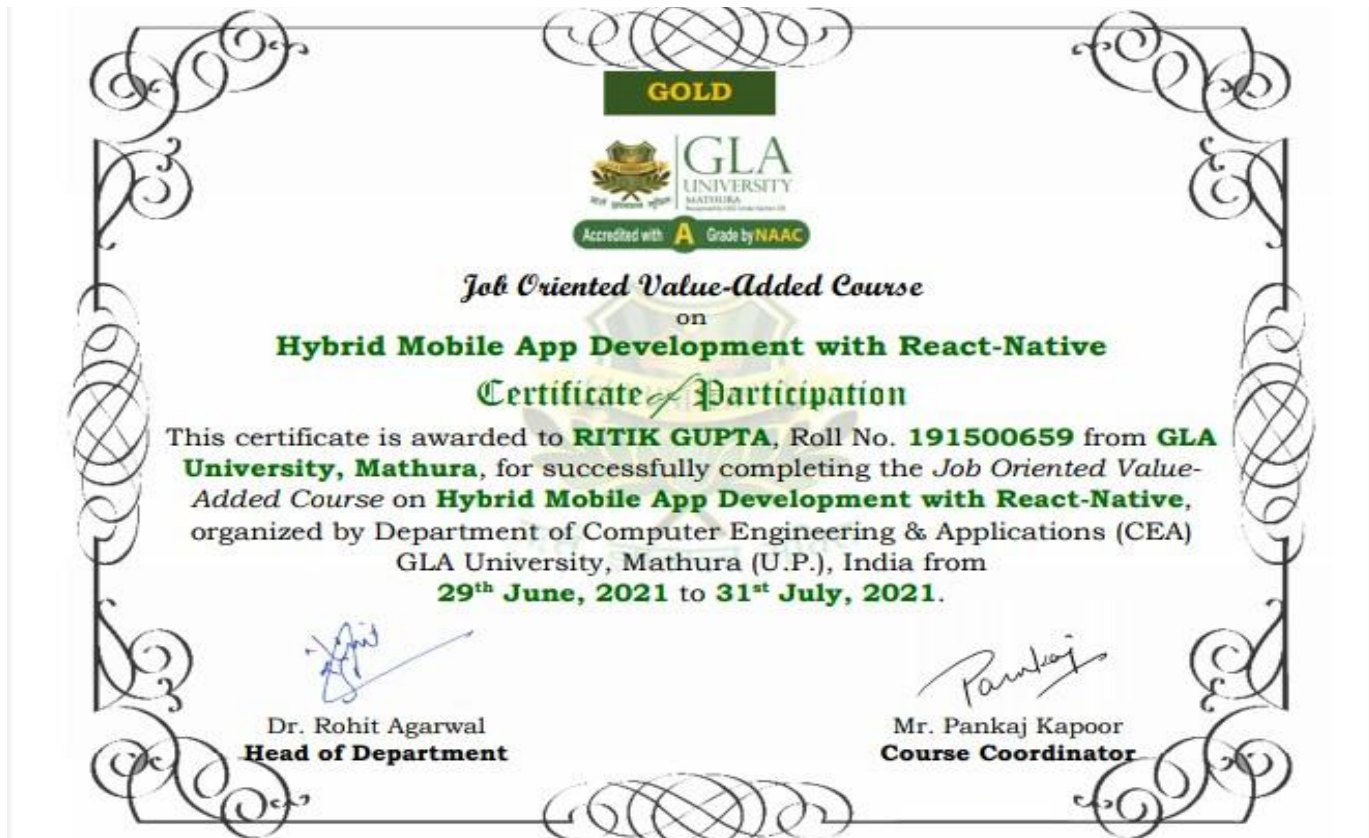 GOLD
GLA
UNIVERSITY
MATHURA
Accredited with A Grade by NAAC
Job Oriented Value-Added Course
on
Hybrid Mobile App Development with React-Native
Certificate of Participation
This certificate is awarded to RITIK GUPTA, Roll No. 191500659 from GLA
University, Mathura, for successfully completing the Job Oriented Value-
Added Course on Hybrid Mobile App Development with React-Native,
organized by Department of Computer Engineering & Applications (CEA)
GLA University, Mathura (U.P.), India from
29th June, 2021 to 31st July, 2021.
Pankaj
Dr. Rohit Agarwal
Head of Department
Mr. Pankaj Kapoor
Course Coordinator